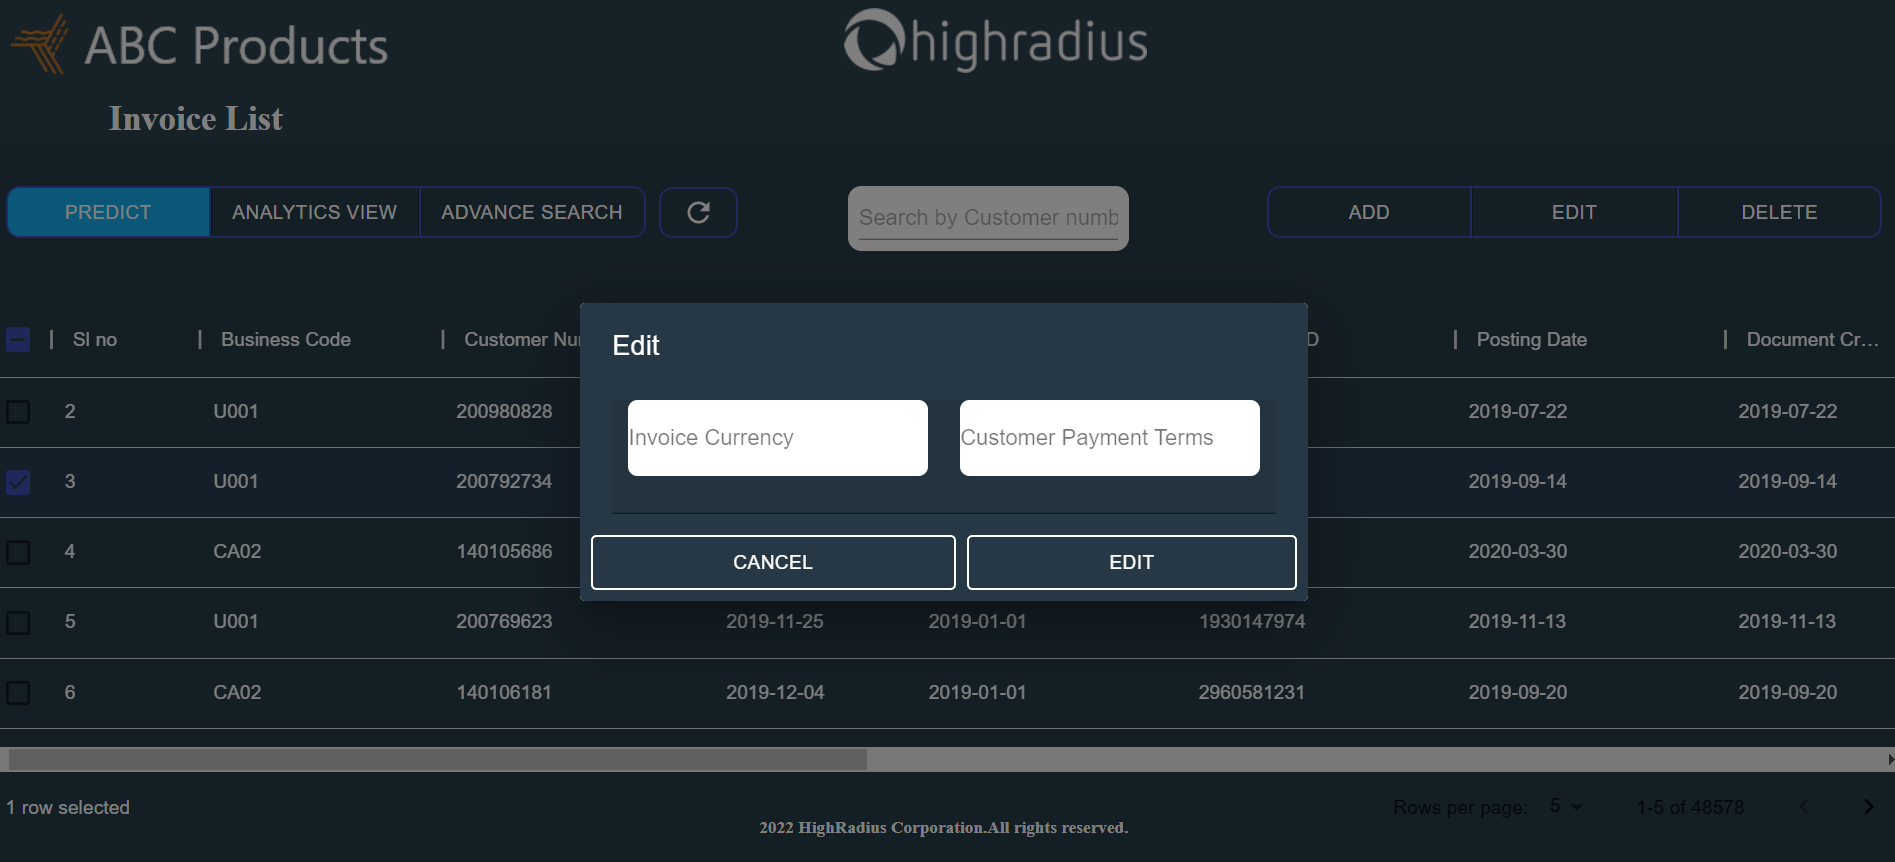 ABC Products
highradius
Invoice List
PREDICT ANALYTICS VIEW ADVANCE SEARCH
Search by Customer numb
ADD EDIT DELETE
Sl no Business Code Customer Nu D Posting Date Document Cr...
2 U001 200980828 2019-07-22 2019-07-22
3 U001 200792734 2019-09-14 2019-09-14
4 CA02 140105686 2020-03-30 2020-03-30
5 U001 200769623 2019-11-25 2019-01-01 1930147974 2019-11-13 2019-11-13
6 CA02 140106181 2019-12-04 2019-01-01 2960581231 2019-09-20 2019-09-20
Edit
Invoice Currency Customer Payment Terms
CANCEL EDIT
1 row selected
Rows per page: 5 1-5 of 48578
2022 HighRadius Corporation.All rights reserved.